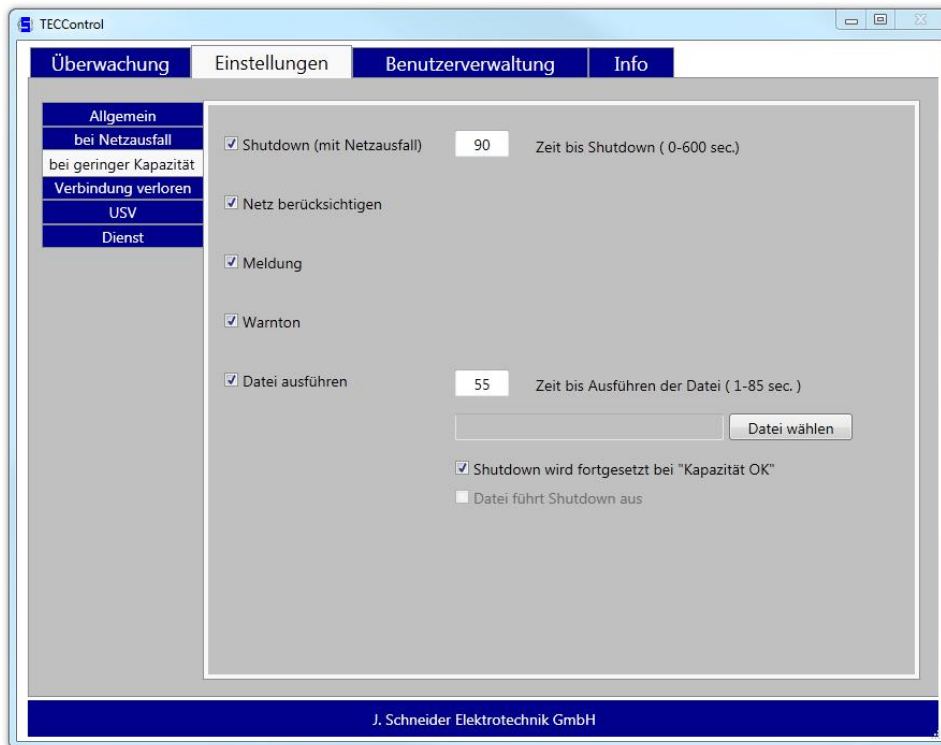 TECControl
Überwachung Einstellungen Benutzerverwaltung Info
Allgemein
bei Netzausfall
bei geringer Kapazität
Verbindung verloren
USV
Dienst
Shutdown (mit Netzausfall) 90 Zeit bis Shutdown ( 0-600 sec.)
Netz berücksichtigen
Meldung
Warnton
Datei ausführen 55 Zeit bis Ausführen der Datei ( 1-85 sec. )
Datei wählen
Shutdown wird fortgesetzt bei "Kapazität OK"
Datei führt Shutdown aus
J. Schneider Elektrotechnik GmbH